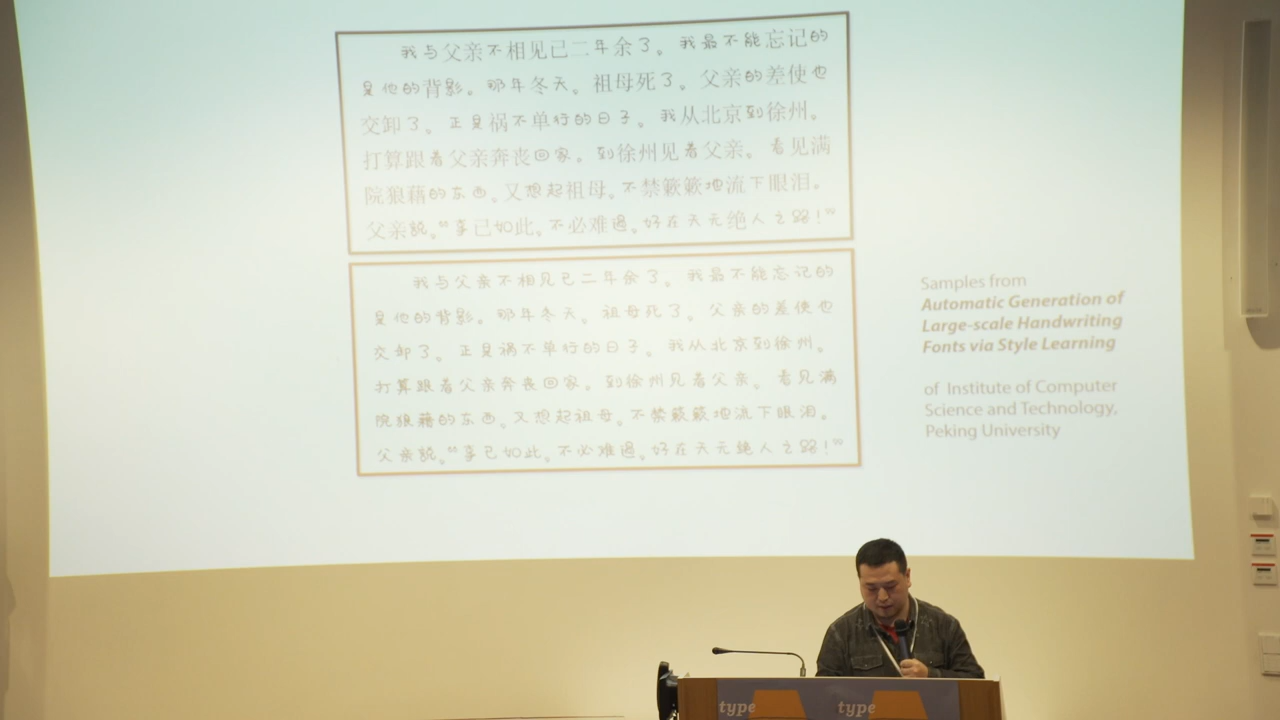 我与父亲不相见已二年余了。我最不能忘记的
是他的背影。那年冬天，祖母死了。父亲的差使也
交卸了。正是祸不单行的日子。我从北京到徐州。
打算跟着父亲奔丧回家。到徐州见着父亲。看见满
院狼藉的东西。又想起祖母。不禁簌簌地流下眼泪。
父亲説。“事已如此。不必难过。好在天无绝人之路！”
我与父亲不相见已二年余了。我最不能忘记的
是他的背影。那年冬天。祖母死了。父亲的差使也
交卸了。正是祸不单行的日子。我从北京到徐州。
打算跟着父亲奔丧回家。到徐州见着父亲。看见满
院狼藉的东西。又想起祖母。不禁簌簌地流下眼泪。
父亲説。“事已如此。不必难过。好在天无绝人之路！”
Samples from
Automatic Generation of
Large-scale Handwriting
Fonts via Style Learning
of Institute of Computer
Science and Technology,
Peking University
type type